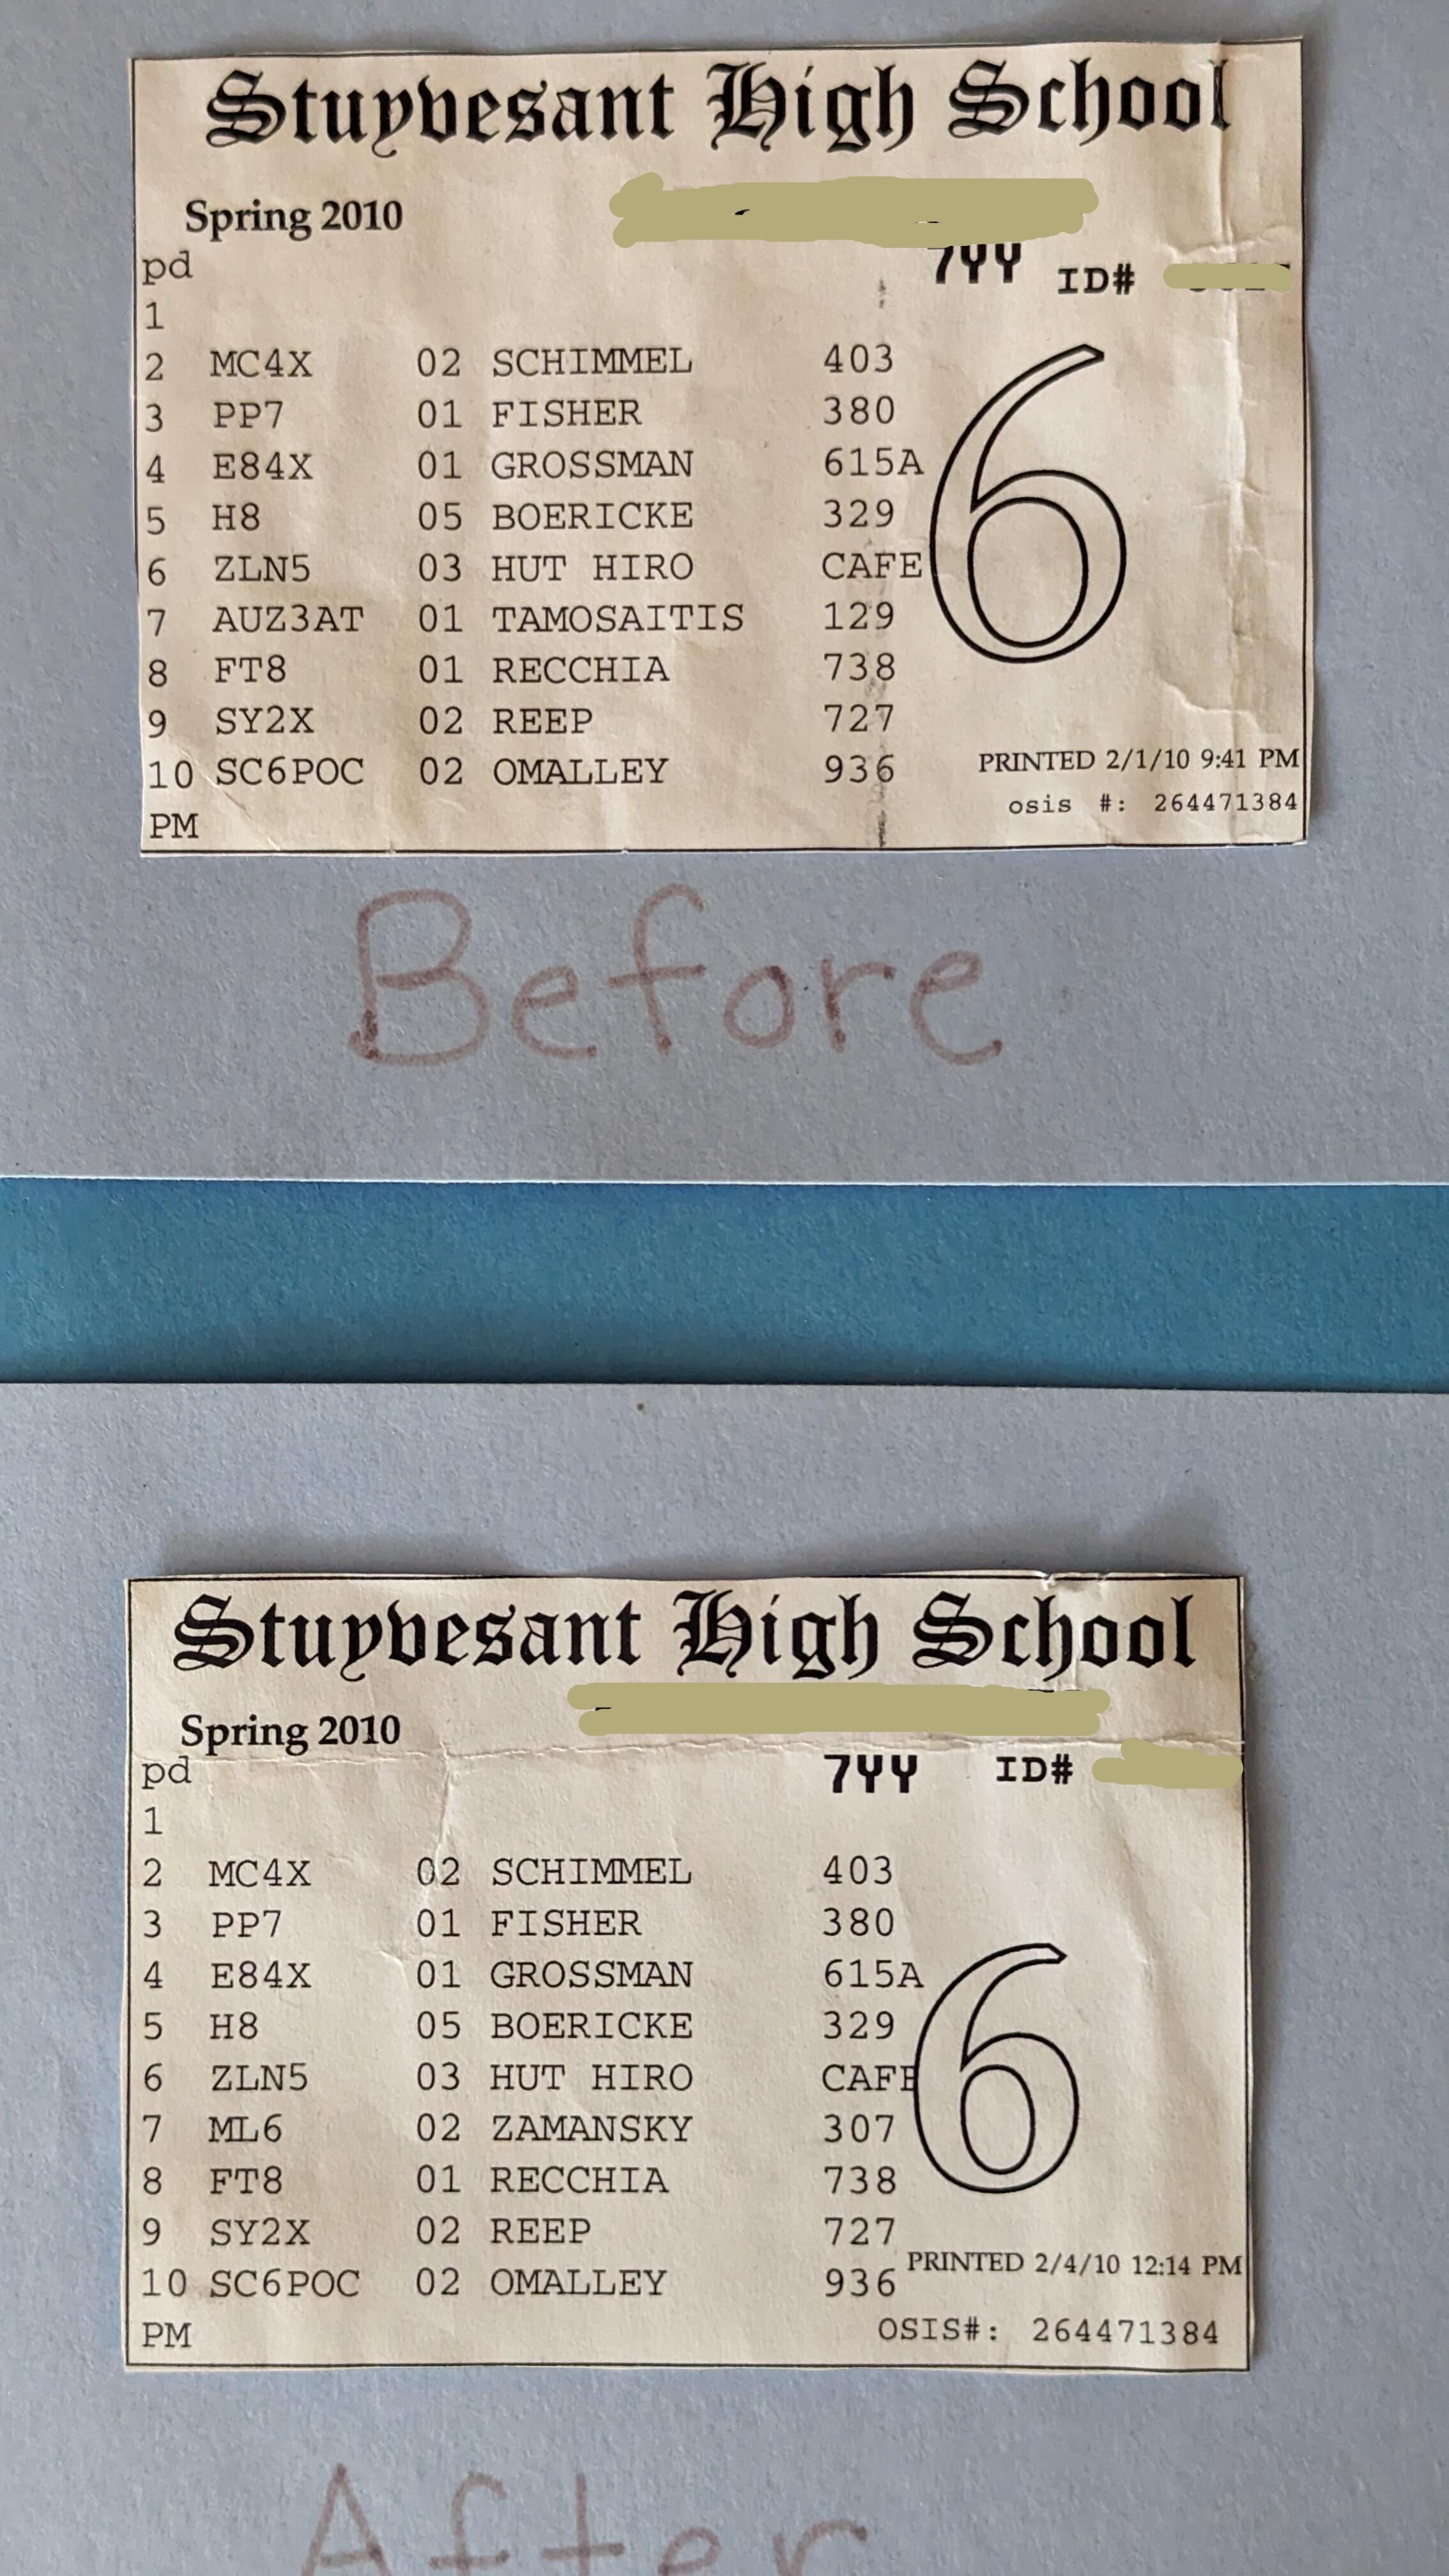 Stuyvesant High School
Spring 2010
7YY ID#
pd
1
2 MC4X 02 SCHIMMEL 403
3 PP7 01 FISHER 380
4 E84X 01 GROSSMAN 615A
5 H8 05 BOERICKE 329
6 ZLN5 03 HUT HIRO CAFE
7 AUZ3AT 01 TAMOSAITIS 129
8 FT8 01 RECCHIA 738
9 SY2X 02 REEP 727
10 SC6POC 02 OMALLEY 936
PM
6
PRINTED 2/1/10 9:41 PM
osis #: 264471384
Before
Stuyvesant High School
Spring 2010
pd 7YY ID#
1
2 MC4X 02 SCHIMMEL 403
3 PP7 01 FISHER 380
4 E84X 01 GROSSMAN 615A
5 H8 05 BOERICKE 329
6 ZLN5 03 HUT HIRO CAFE
7 ML6 02 ZAMANSKY 307
8 FT8 01 RECCHIA 738
9 SY2X 02 REEP 727
10 SC6POC 02 OMALLEY 936
PM
6
PRINTED 2/4/10 12:14 PM
OSIS#: 264471384
After